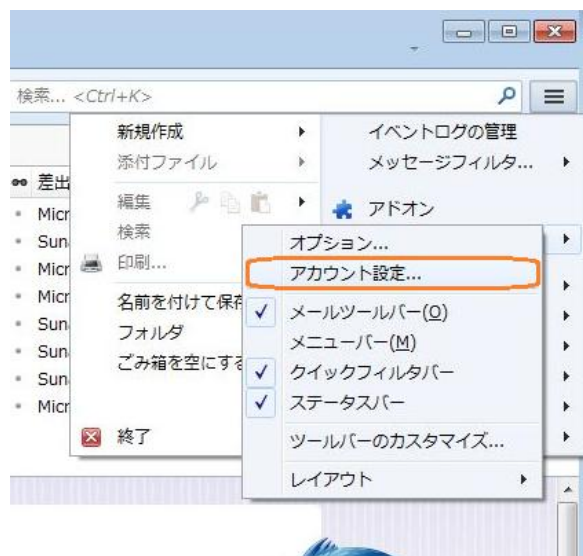 検索... <Ctrl+K>
新規作成
イベントログの管理
添付ファイル
メッセージフィルタ...
差出
編集
アドオン
Micr
検索
Sun
オプション...
印刷...
Micr
アカウント設定...
Micr
名前を付けて保存
メールツールバー(O)
Sun
フォルダ
メニューバー(M)
Sun
ごみ箱を空にする
クイックフィルタバー
Sun
ステータスバー
Micr
終了
ツールバーのカスタマイズ...
レイアウト